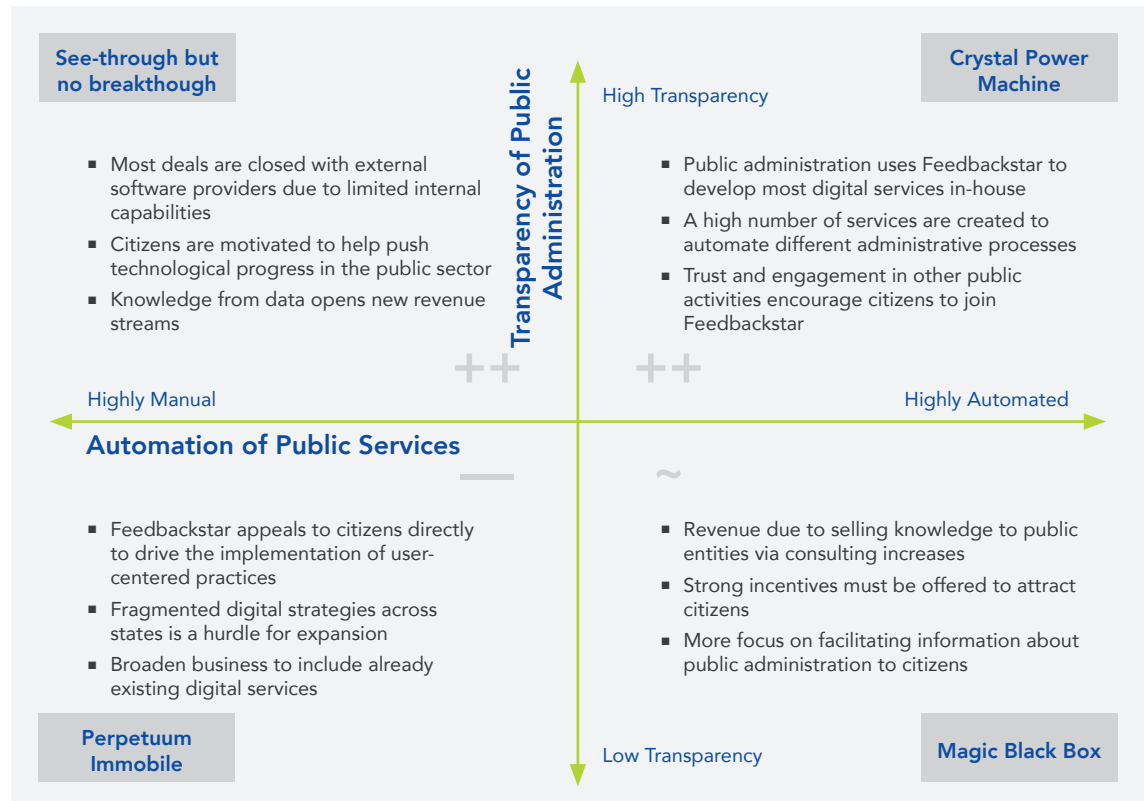 See-through but
no breakthough
Crystal Power
Machine
Transparency of Public
Administration
High Transparency
▪ Most deals are closed with external
software providers due to limited internal
capabilities
▪ Citizens are motivated to help push
technological progress in the public sector
▪ Knowledge from data opens new revenue
streams
▪ Public administration uses Feedbackstar to
develop most digital services in-house
▪ A high number of services are created to
automate different administrative processes
▪ Trust and engagement in other public
activities encourage citizens to join
Feedbackstar
++
++
Highly Manual
Highly Automated
Automation of Public Services
—
~
▪ Feedbackstar appeals to citizens directly
to drive the implementation of user-
centered practices
▪ Fragmented digital strategies across
states is a hurdle for expansion
▪ Broaden business to include already
existing digital services
▪ Revenue due to selling knowledge to public
entities via consulting increases
▪ Strong incentives must be offered to attract
citizens
▪ More focus on facilitating information about
public administration to citizens
Perpetuum
Immobile
Low Transparency
Magic Black Box